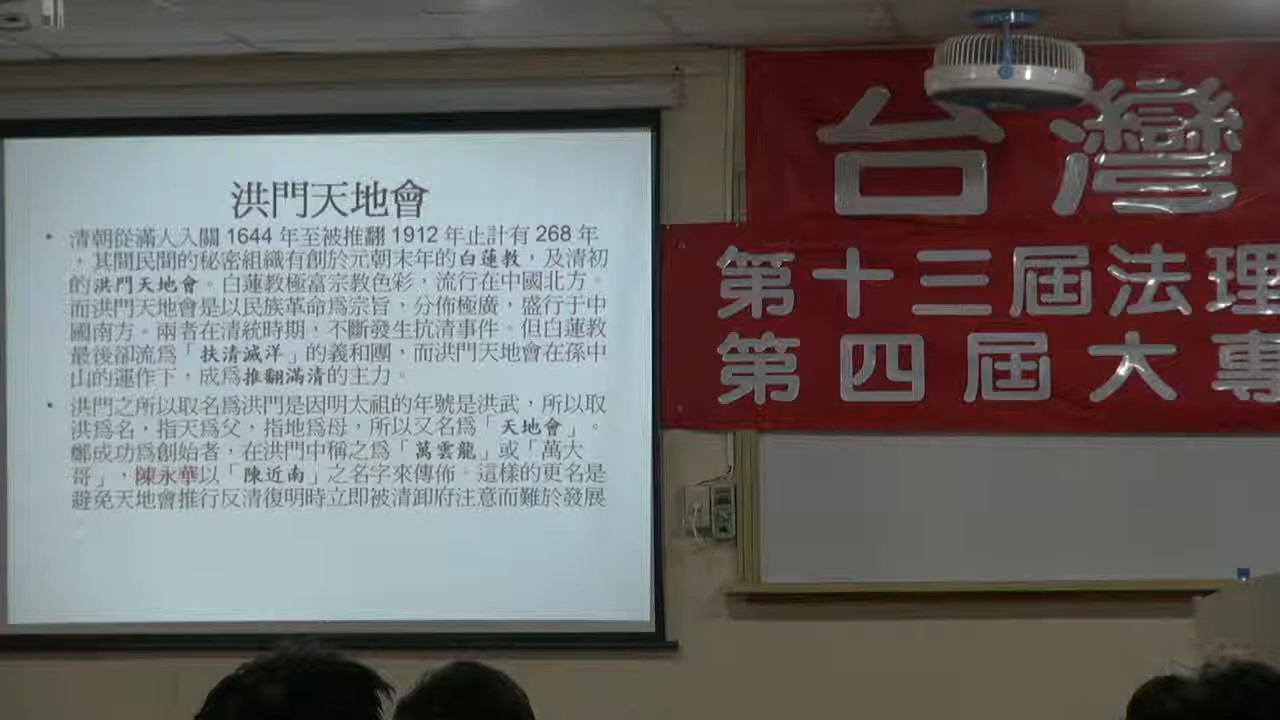 洪門天地會
• 清朝從滿人入關 1644 年至被推翻 1912 年止計有 268 年
，其間民間的秘密組織有創於元朝末年的白蓮教，及清初
的洪門天地會。白蓮教極富宗教色彩，流行在中國北方。
而洪門天地會是以民族革命爲宗旨，分佈極廣，盛行于中
國南方。兩者在清統時期，不斷發生抗清事件。但白蓮教
最後卻流爲「扶清滅洋」的義和團，而洪門天地會在孫中
山的運作下，成爲推翻滿清的主力。
• 洪門之所以取名爲洪門是因明太祖的年號是洪武，所以取
洪爲名，指天爲父，指地爲母，所以又名爲「天地會」。
鄭成功爲創始者，在洪門中稱之爲「萬雲龍」或「萬大
哥」，陳永華以「陳近南」之名字來傳佈。這樣的更名是
避免天地會推行反清復明時立即被清卸府注意而難於發展
台灣
第十三屆法理
第四屆大專